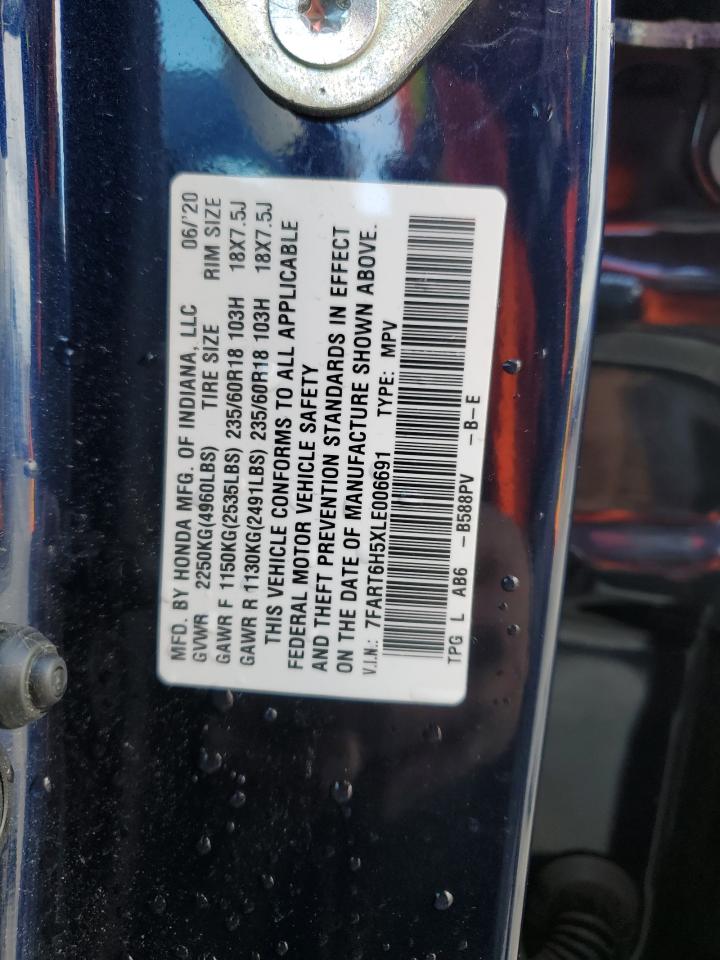 MFD. BY HONDA MFG. OF INDIANA, LLC 06/'20
GVWR 2250KG(4960LBS) TIRE SIZE RIM SIZE
GAWR F 1150KG(2535LBS) 235/60R18 103H 18X7.5J
GAWR R 1130KG(2491LBS) 235/60R18 103H 18X7.5J
THIS VEHICLE CONFORMS TO ALL APPLICABLE
FEDERAL MOTOR VEHICLE SAFETY
AND THEFT PREVENTION STANDARDS IN EFFECT
ON THE DATE OF MANUFACTURE SHOWN ABOVE.
V.I.N.: 7FART6H5XLE006691 TYPE: MPV
TPG L AB6 -B588PV -B-E